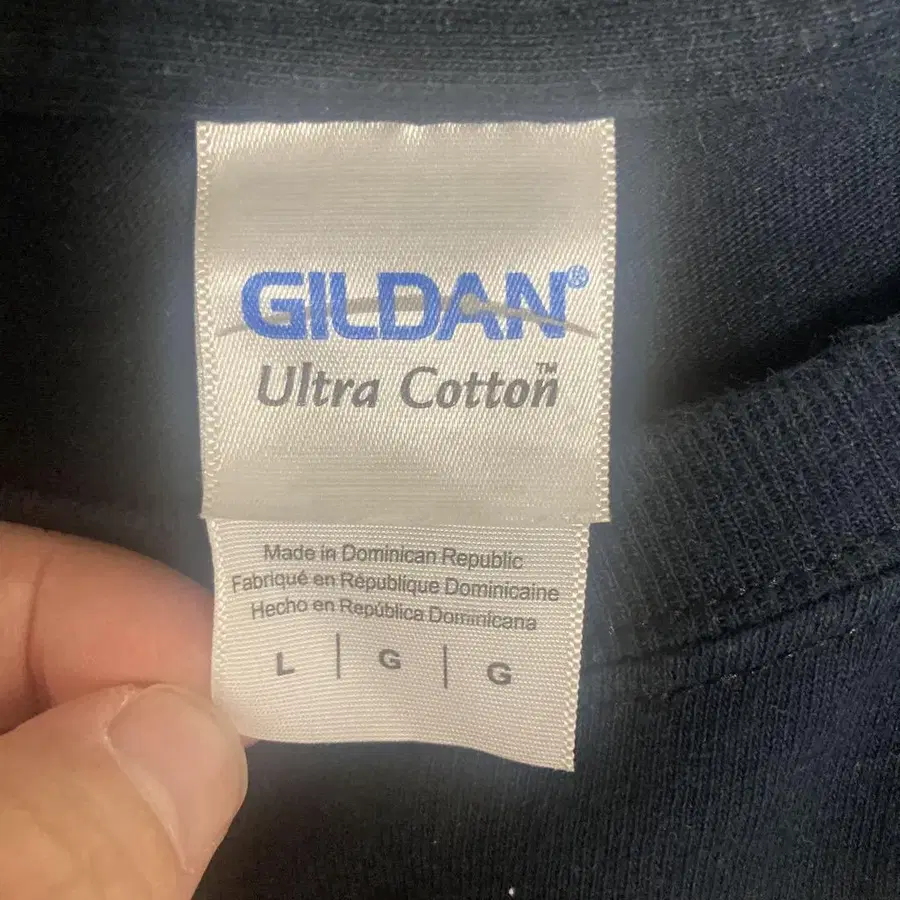 GILDAN®
Ultra Cotton™
Made in Dominican Republic
Fabriqué en République Dominicaine
Hecho en República Dominicana
L | G | G